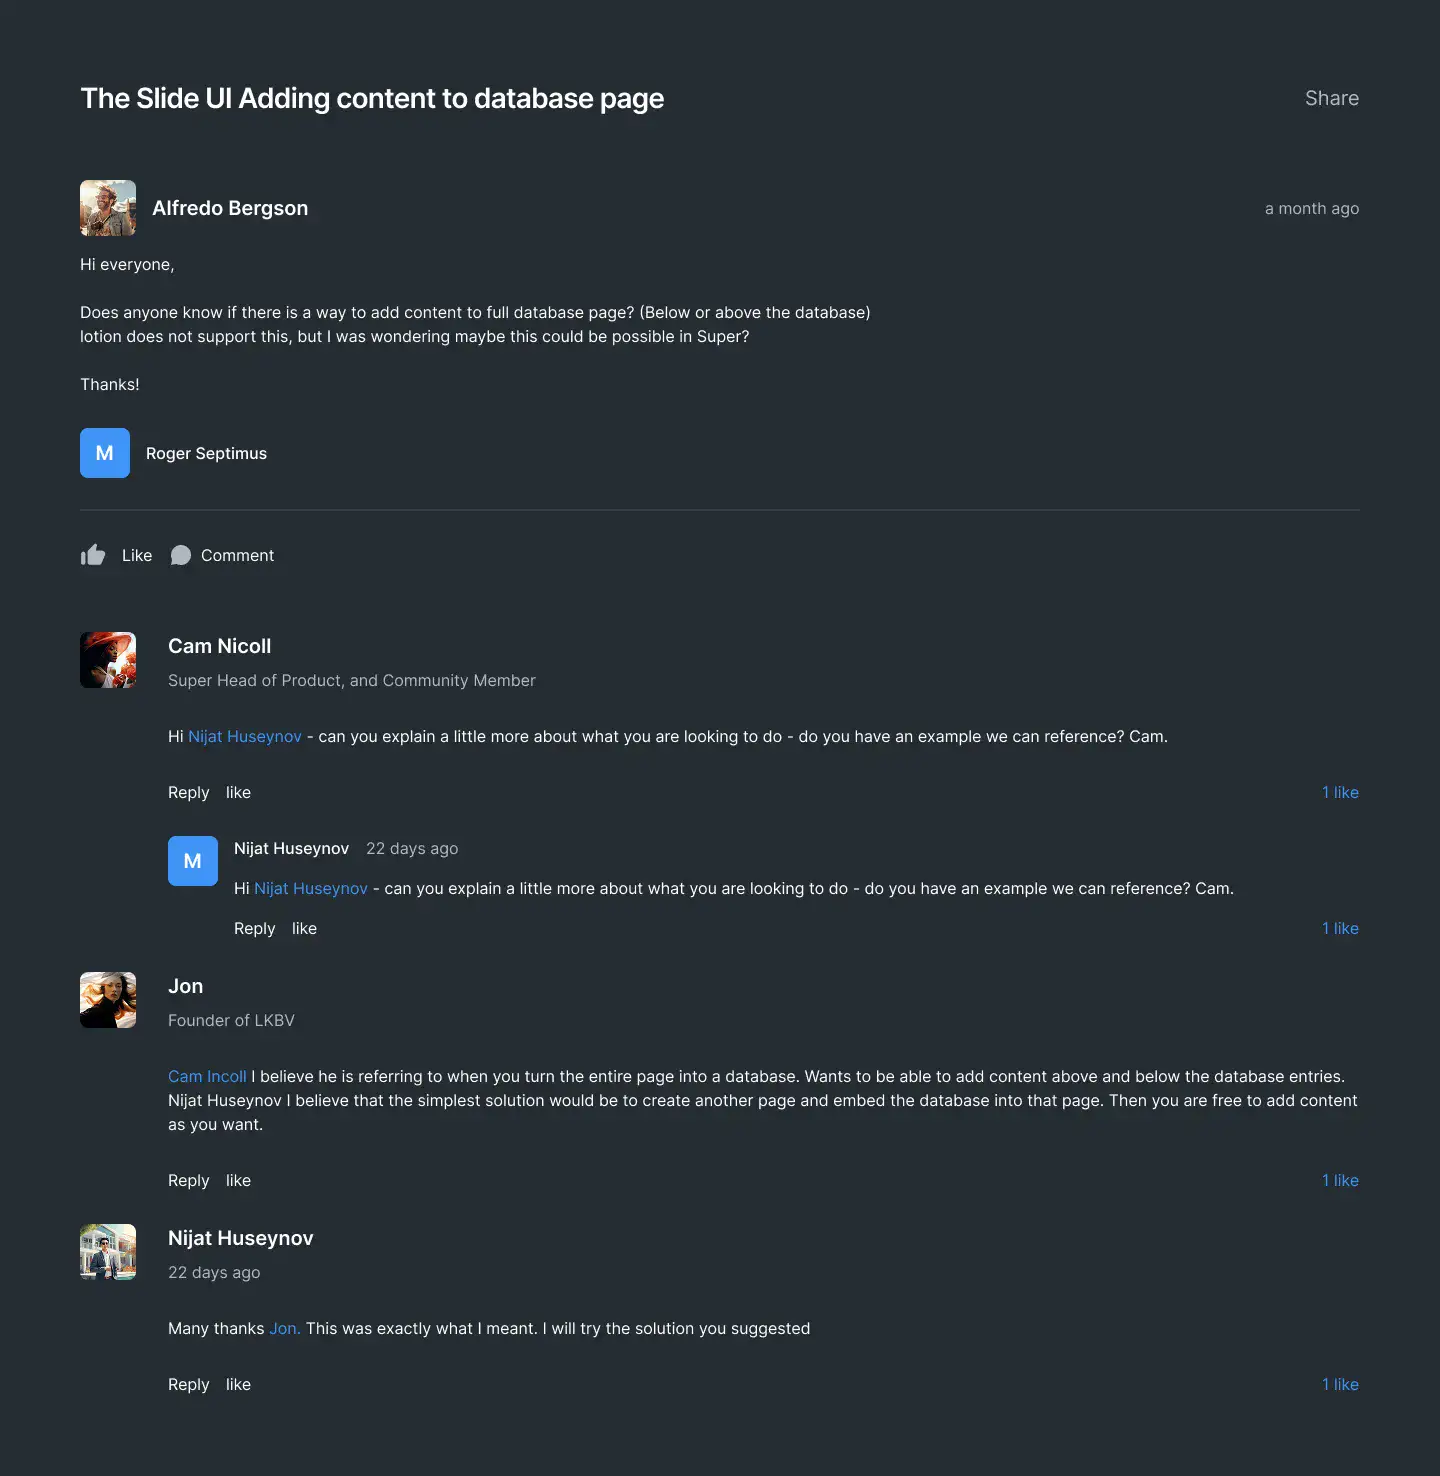 The Slide UI Adding content to database page
Share
Alfredo Bergson
a month ago
Hi everyone,
Does anyone know if there is a way to add content to full database page? (Below or above the database)
lotion does not support this, but I was wondering maybe this could be possible in Super?
Thanks!
M
Roger Septimus
Like
Comment
Cam Nicoll
Super Head of Product, and Community Member
Hi Nijat Huseynov - can you explain a little more about what you are looking to do - do you have an example we can reference? Cam.
Reply like
1 like
M
Nijat Huseynov 22 days ago
Hi Nijat Huseynov - can you explain a little more about what you are looking to do - do you have an example we can reference? Cam.
Reply like
1 like
Jon
Founder of LKBV
Cam Incoll I believe he is referring to when you turn the entire page into a database. Wants to be able to add content above and below the database entries.
Nijat Huseynov I believe that the simplest solution would be to create another page and embed the database into that page. Then you are free to add content
as you want.
Reply like
1 like
Nijat Huseynov
22 days ago
Many thanks Jon. This was exactly what I meant. I will try the solution you suggested
Reply like
1 like